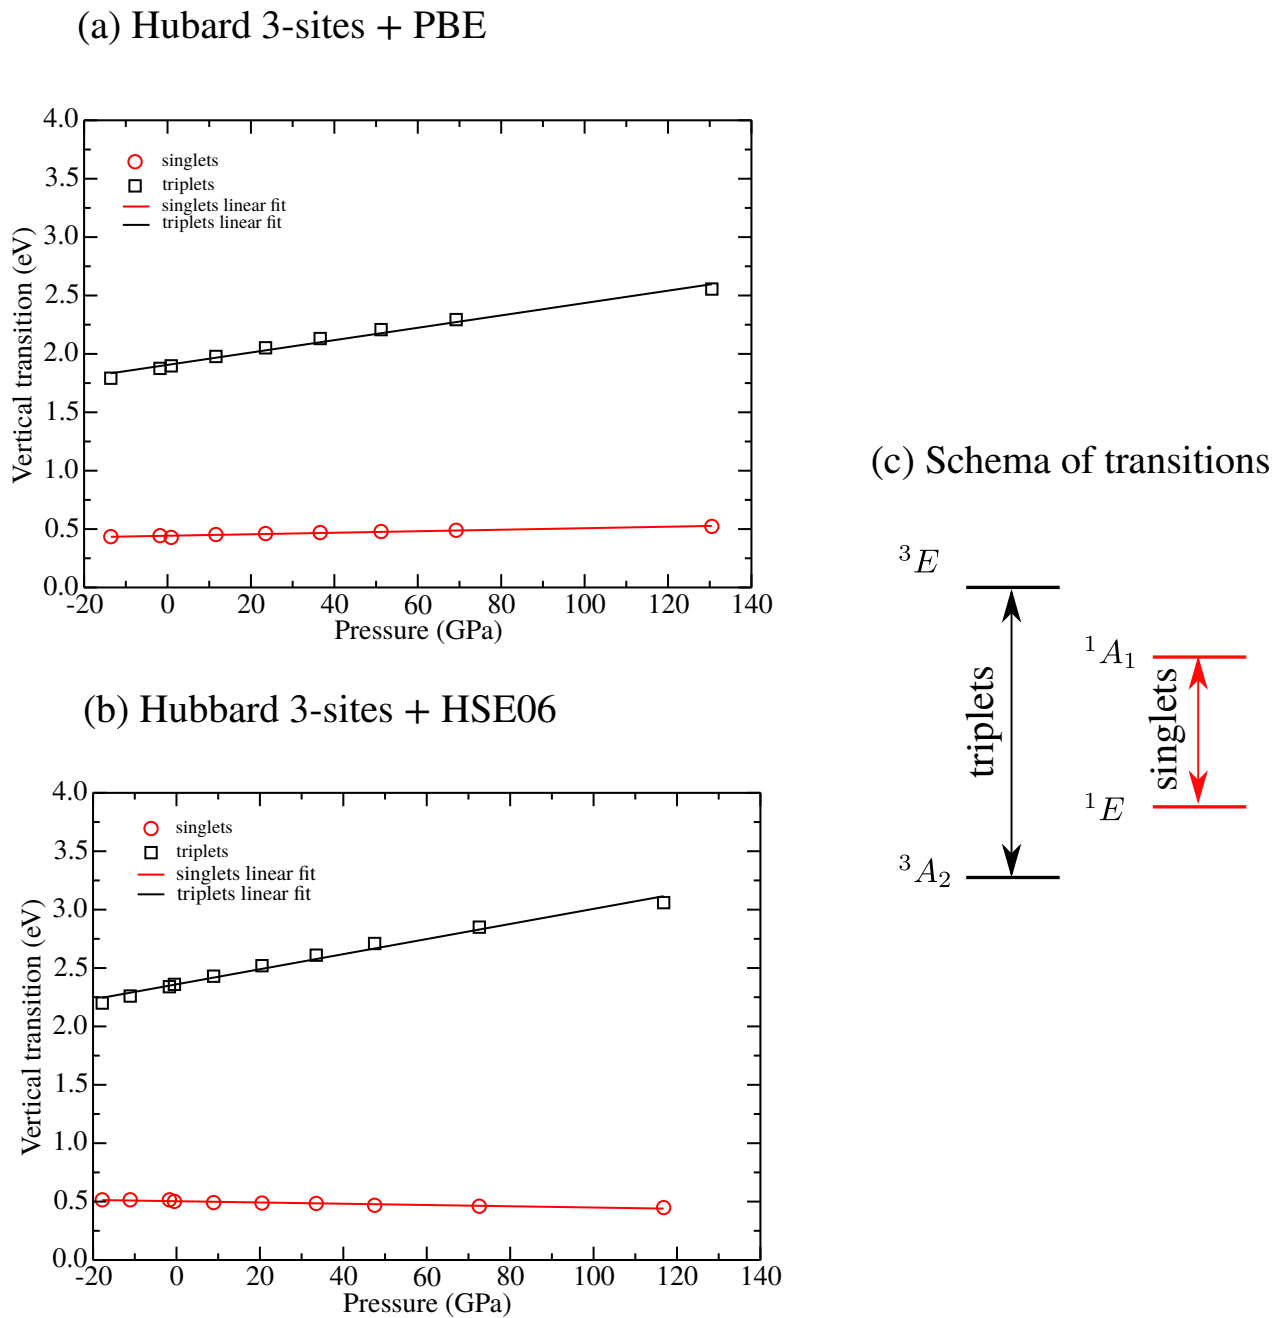 (a) Hubard 3-sites + PBE
4.0
3.5
3.0
2.5
2.0
1.5
1.0
0.5
0.0
Vertical transition (eV)
singlets
triplets
singlets linear fit
triplets linear fit
-20 0 20 40 60 80 100 120 140
Pressure (GPa)
(b) Hubbard 3-sites + HSE06
4.0
3.5
3.0
2.5
2.0
1.5
1.0
0.5
0.0
Vertical transition (eV)
singlets
triplets
singlets linear fit
triplets linear fit
-20 0 20 40 60 80 100 120 140
Pressure (GPa)
(c) Schema of transitions
³E
triplets
³A₂
¹A₁
singlets
¹E